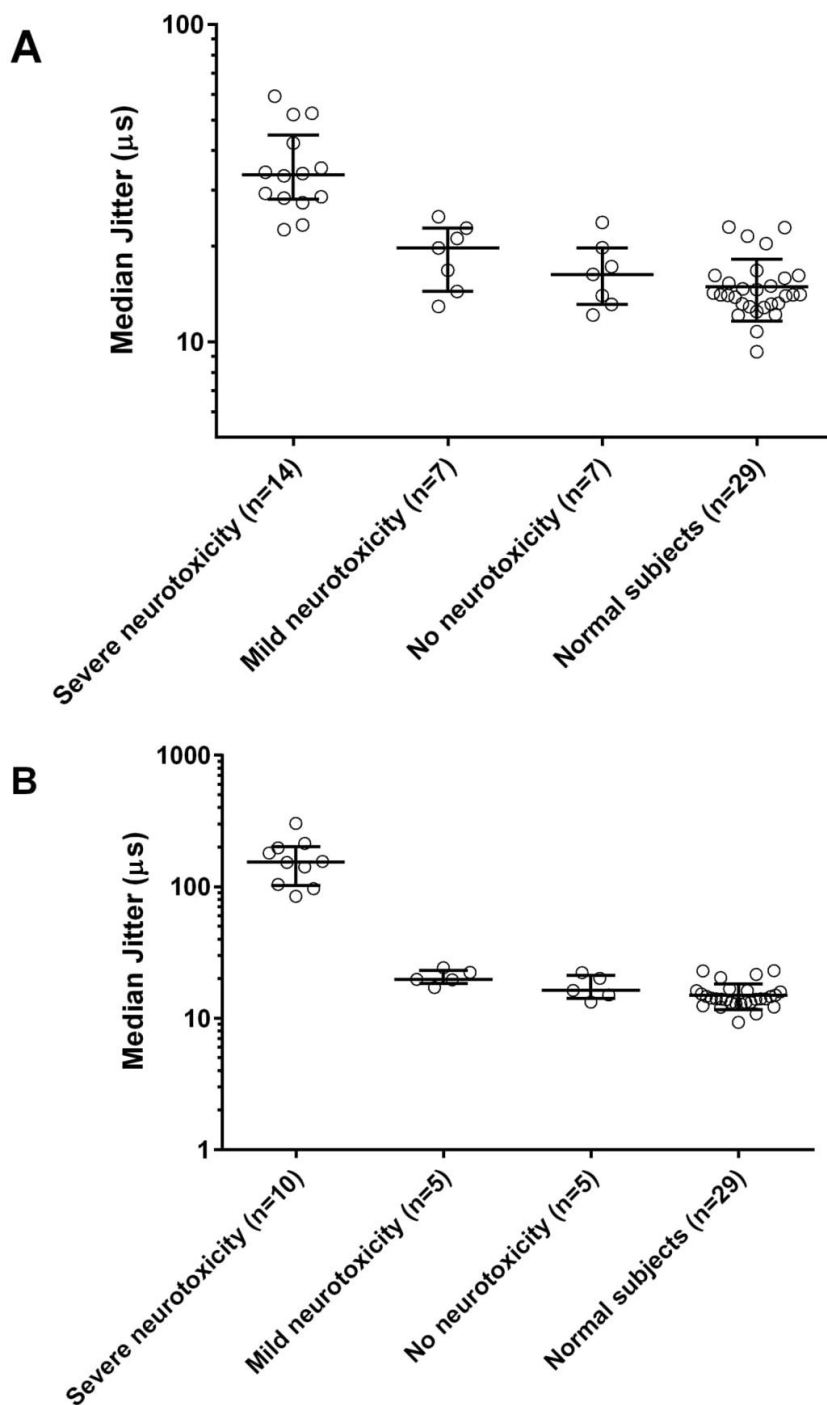 A
100
10
Median Jitter (μs)
Severe neurotoxicity (n=14)
Mild neurotoxicity (n=7)
No neurotoxicity (n=7)
Normal subjects (n=29)
B
1000
100
10
1
Median Jitter (μs)
Severe neurotoxicity (n=10)
Mild neurotoxicity (n=5)
No neurotoxicity (n=5)
Normal subjects (n=29)